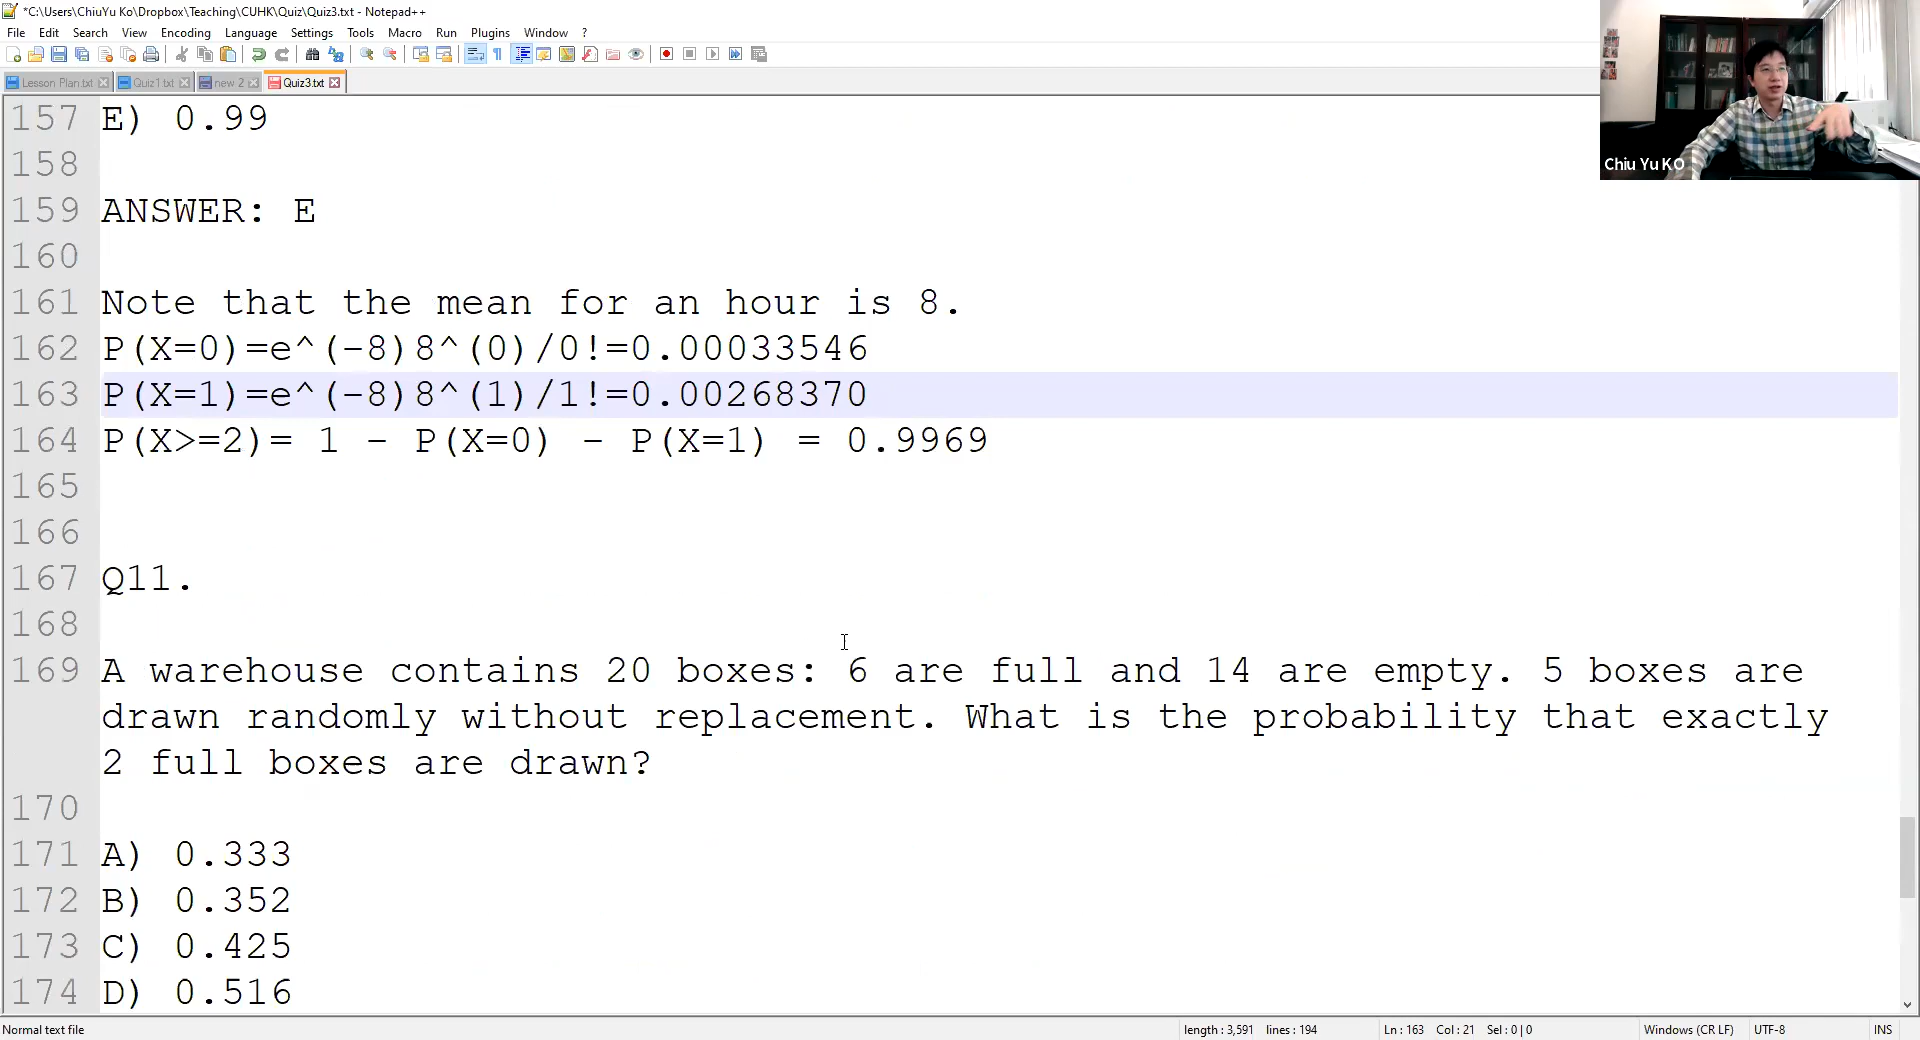 *C:\Users\ChiuYu Ko\Dropbox\Teaching\CUHK\Quiz\Quiz3.txt - Notepad++
File Edit Search View Encoding Language Settings Tools Macro Run Plugins Window ?
Lesson Plan.txt Quiz1.txt new 2 Quiz3.txt
Chiu Yu KO
157 E) 0.99
158
159 ANSWER: E
160
161 Note that the mean for an hour is 8.
162 P(X=0)=e^(-8)8^(0)/0!=0.00033546
163 P(X=1)=e^(-8)8^(1)/1!=0.00268370
164 P(X>=2)= 1 - P(X=0) - P(X=1) = 0.9969
165
166
167 Q11.
168
169 A warehouse contains 20 boxes: 6 are full and 14 are empty. 5 boxes are
drawn randomly without replacement. What is the probability that exactly
2 full boxes are drawn?
170
171 A) 0.333
172 B) 0.352
173 C) 0.425
174 D) 0.516
Normal text file length : 3,591 lines : 194 Ln : 163 Col : 21 Sel : 0 | 0 Windows (CR LF) UTF-8 INS